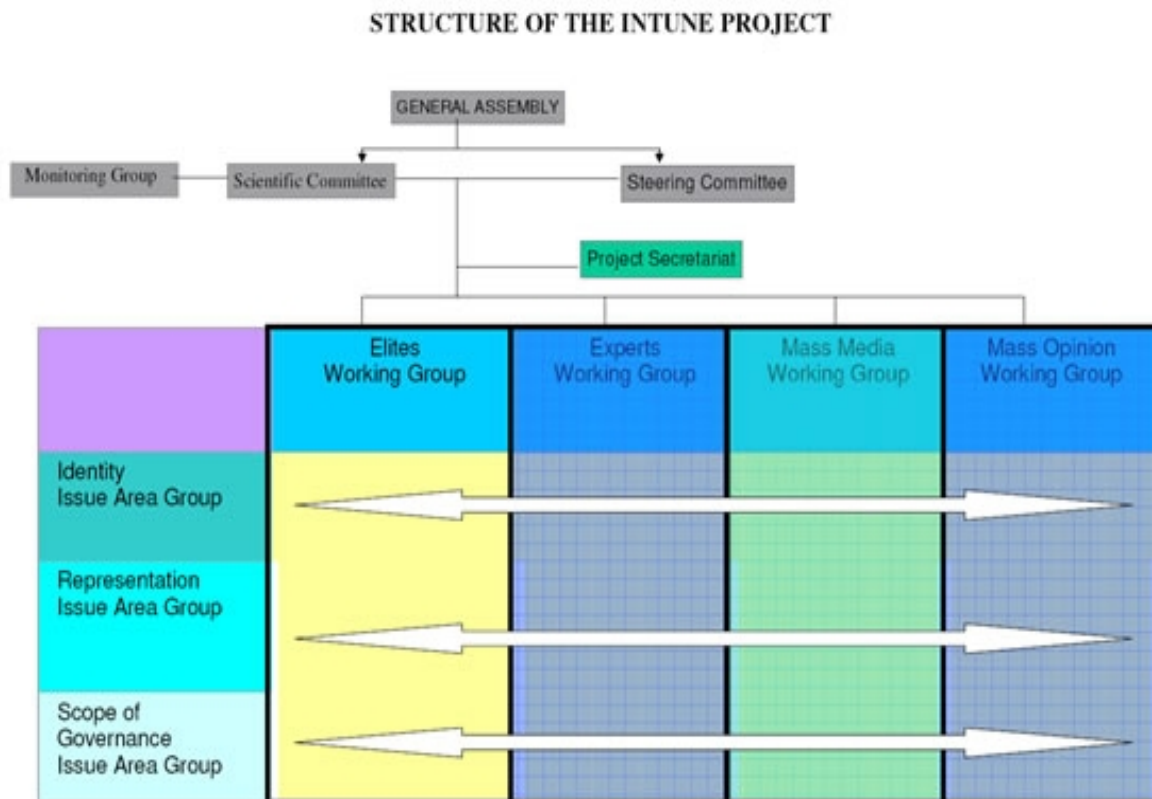 STRUCTURE OF THE INTUNE PROJECT
GENERAL ASSEMBLY
Monitoring Group
Scientific Committee
Steering Committee
Project Secretariat
Elites
Working Group
Experts
Working Group
Mass Media
Working Group
Mass Opinion
Working Group
Identity
Issue Area Group
Representation
Issue Area Group
Scope of
Governance
Issue Area Group